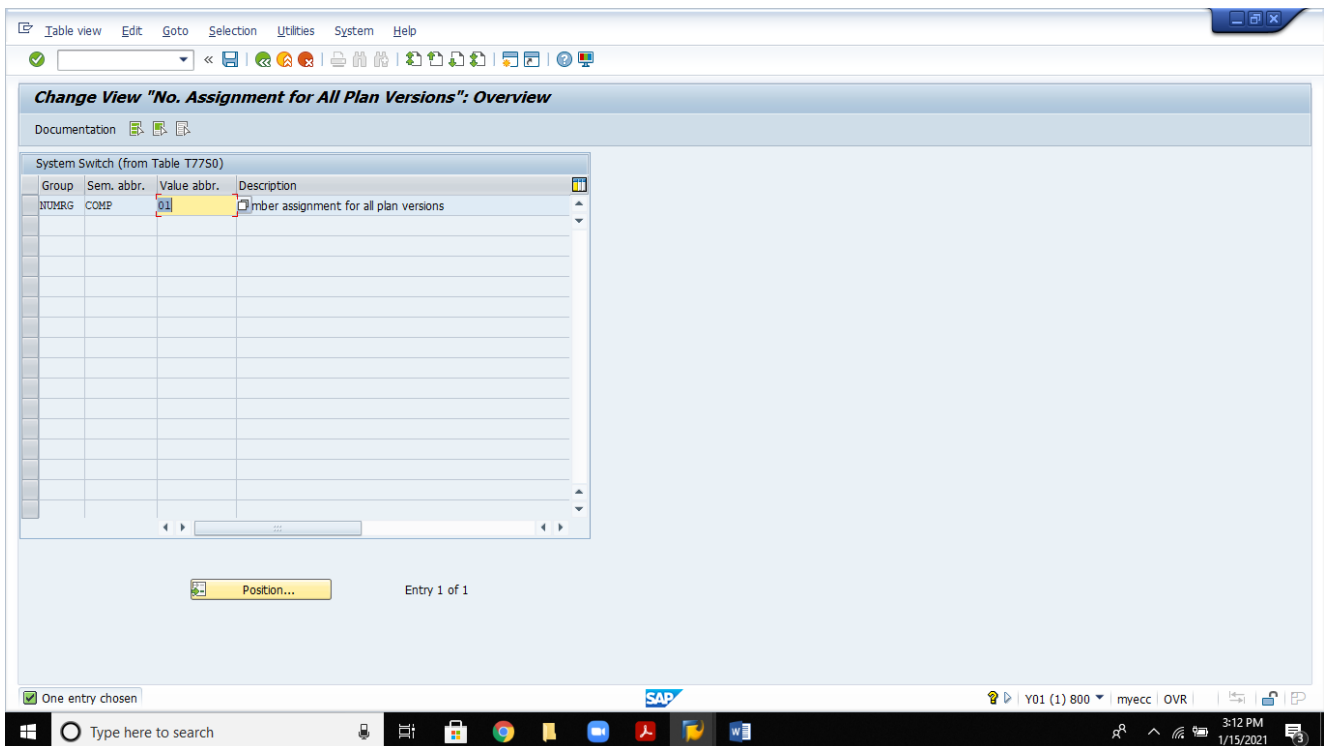 Table view Edit Goto Selection Utilities System Help
Change View "No. Assignment for All Plan Versions": Overview
Documentation
System Switch (from Table T77S0)
Group Sem. abbr. Value abbr. Description
NUMRG COMP 01 mber assignment for all plan versions
Position... Entry 1 of 1
One entry chosen SAP Y01 (1) 800 myecc OVR
Type here to search W 3:12 PM
1/15/2021 3